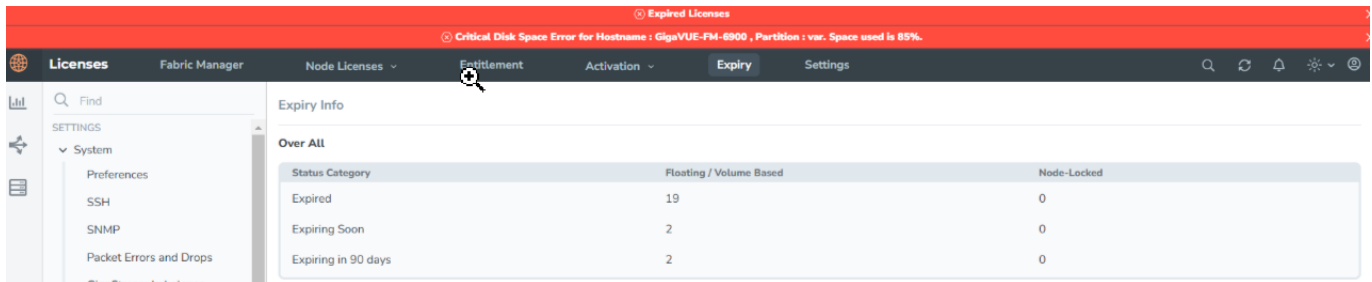 Expired Licenses
Critical Disk Space Error for Hostname : GigaVUE-FM-6900 , Partition : var. Space used is 85%.
Licenses Fabric Manager Node Licenses Entitlement Activation Expiry Settings
Find
SETTINGS
System
Preferences
SSH
SNMP
Packet Errors and Drops
Expiry Info
Over All
Status Category Floating / Volume Based Node-Locked
Expired 19 0
Expiring Soon 2 0
Expiring in 90 days 2 0